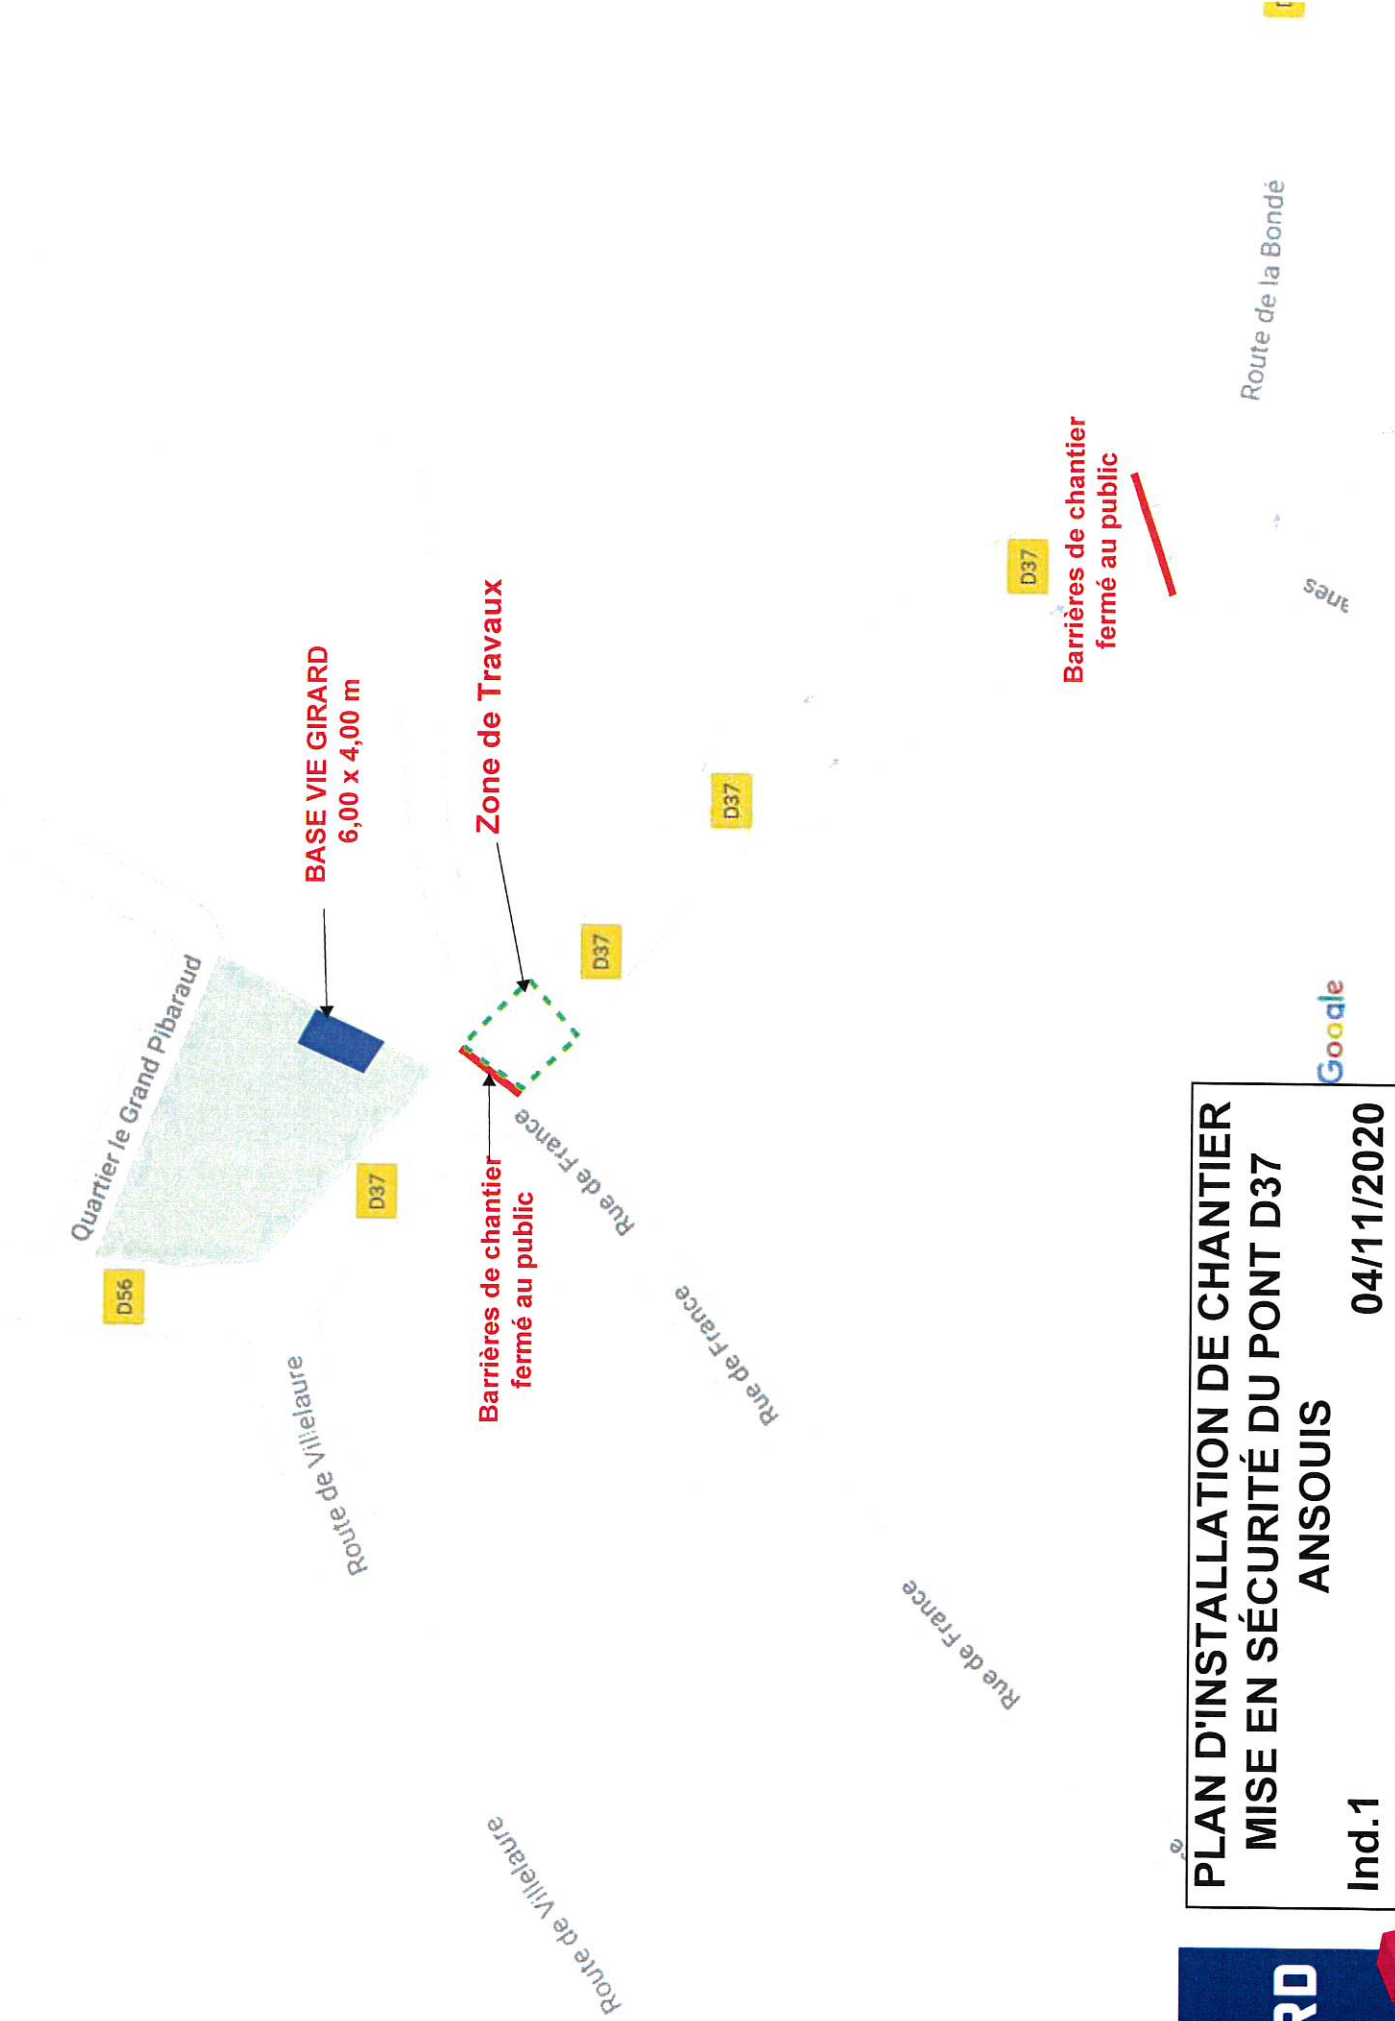 Quartier le Grand Pibaraud
D56
BASE VIE GIRARD
6,00 x 4,00 m
Route de Villelaure
D37
Zone de Travaux
Barrières de chantier
fermé au public
Rue de France
D37
Rue de France
D37
Route de Villelaure
Rue de France
D37
Barrières de chantier
fermé au public
Route de la Bonde
anes
Google
PLAN D'INSTALLATION DE CHANTIER
MISE EN SÉCURITÉ DU PONT D37
ANSOUIS
Ind.1 04/11/2020
RD